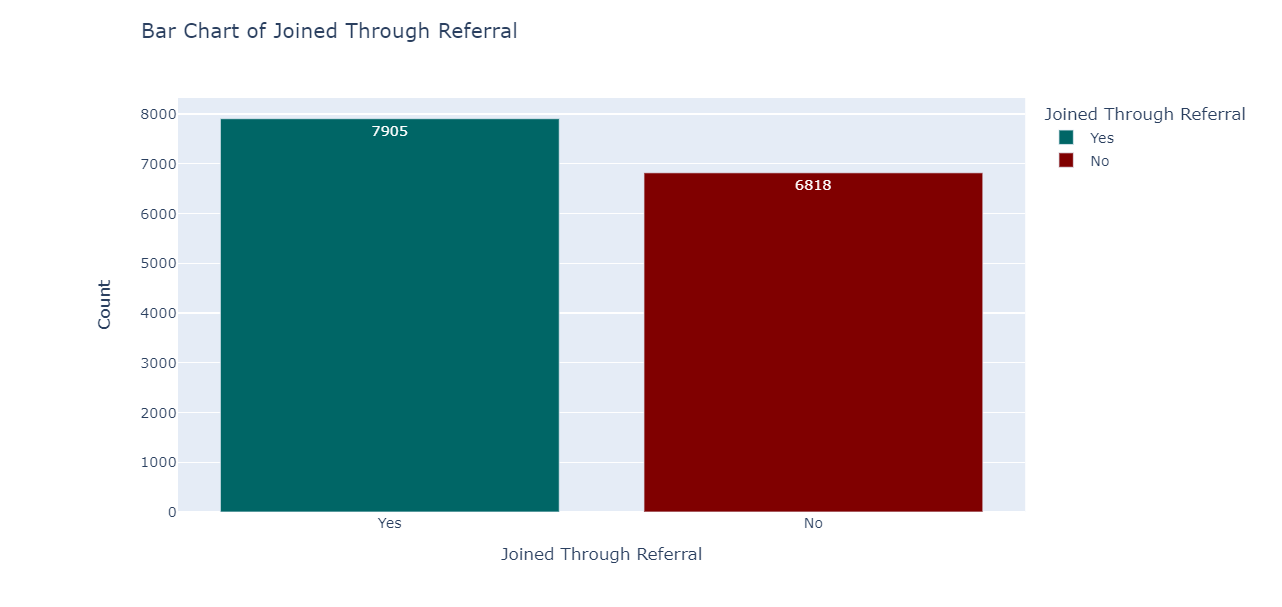 Bar Chart of Joined Through Referral
Joined Through Referral
Yes
No
8000
7000
6000
5000
4000
3000
2000
1000
0
Count
7905
6818
Yes
No
Joined Through Referral